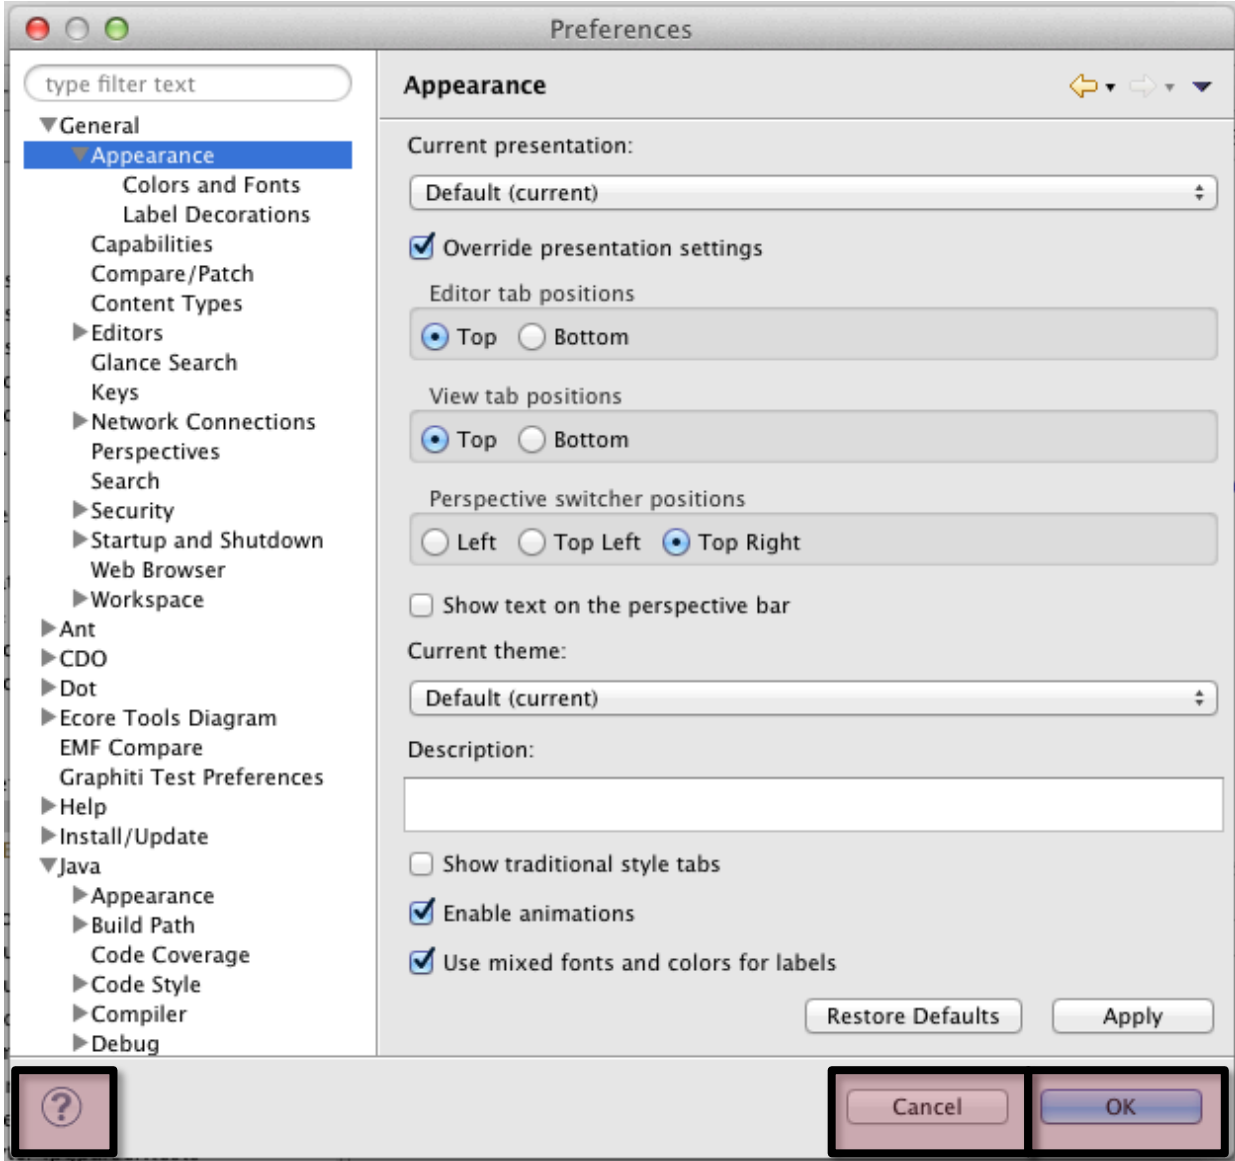 Preferences
type filter text
General
Appearance
Colors and Fonts
Label Decorations
Capabilities
Compare/Patch
Content Types
Editors
Glance Search
Keys
Network Connections
Perspectives
Search
Security
Startup and Shutdown
Web Browser
Workspace
Ant
CDO
Dot
Ecore Tools Diagram
EMF Compare
Graphiti Test Preferences
Help
Install/Update
Java
Appearance
Build Path
Code Coverage
Code Style
Compiler
Debug
Appearance
Current presentation:
Default (current)
Override presentation settings
Editor tab positions
Top Bottom
View tab positions
Top Bottom
Perspective switcher positions
Left Top Left Top Right
Show text on the perspective bar
Current theme:
Default (current)
Description:
Show traditional style tabs
Enable animations
Use mixed fonts and colors for labels
Restore Defaults Apply
? Cancel OK